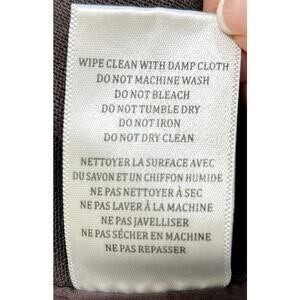 WIPE CLEAN WITH DAMP CLOTH
DO NOT MACHINE WASH
DO NOT BLEACH
DO NOT TUMBLE DRY
DO NOT IRON
DO NOT DRY CLEAN
NETTOYER LA SURFACE AVEC
DU SAVON ET UN CHIFFON HUMIDE
NE PAS NETTOYER À SEC
NE PAS LAVER À LA MACHINE
NE PAS JAVELLISER
NE PAS SÉCHER EN MACHINE
NE PAS REPASSER